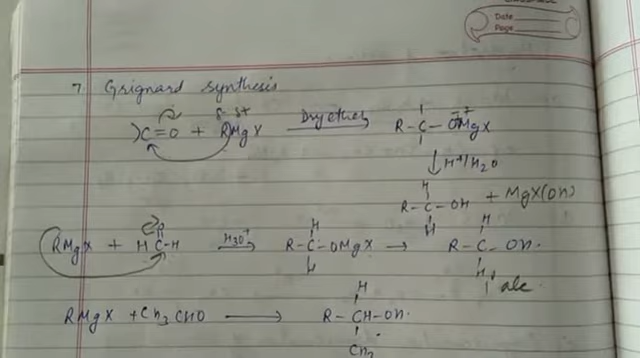 Date
Page
7 Grignard synthesis
>C=O + RMgX Dry ether R-C-OMgX
δ- δ+ - +
H+/H2O
H
R-C-OH + MgX(OH)
H
RMgX + H C-H H3O+ R-C-OMgX → R-C-OH.
O H H
H H
1° alc.
RMgX + CH3CHO → R-CH-OH.
H
CH3